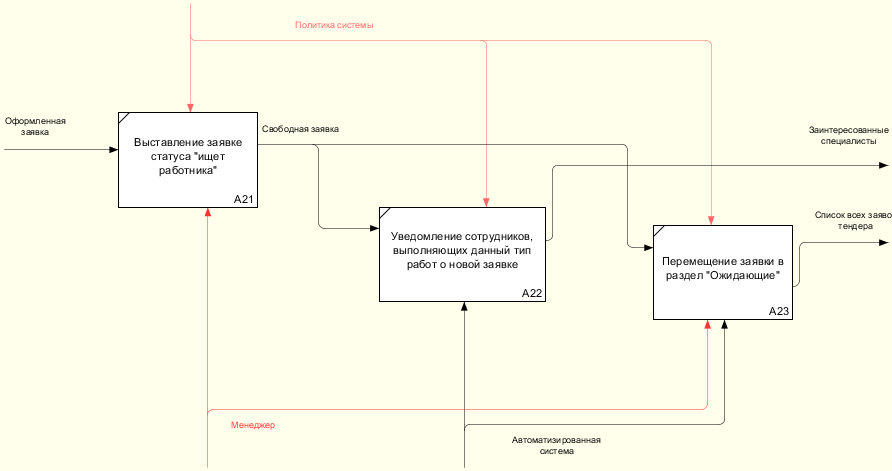 Политика системы
Оформленная
заявка
Выставление заявке
статуса "ищет
работника"
A21
Свободная заявка
Заинтересованные
специалисты
Уведомление сотрудников,
выполняющих данный тип
работ о новой заявке
A22
Список всех заяво
тендера
Перемещение заявки в
раздел "Ожидающие"
A23
Менеджер
Автоматизированная
система